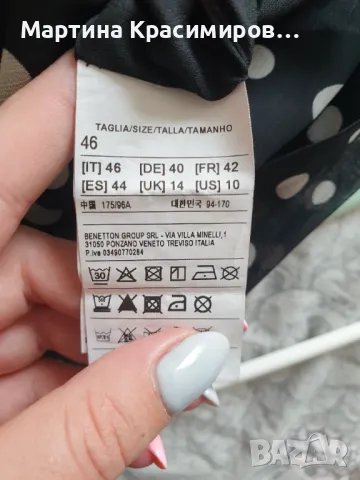 Мартина Красимиров...
TAGLIA/SIZE/TALLA/TAMANHO
46
[IT] 46 [DE] 40 [FR] 42
[ES] 44 [UK] 14 [US] 10
中国 175/96A 대한민국 94-170
BENETTON GROUP SRL - VIA VILLA MINELLI,1
31050 PONZANO VENETO TREVISO ITALIA
P.iva 03490770264
30
BAZAR